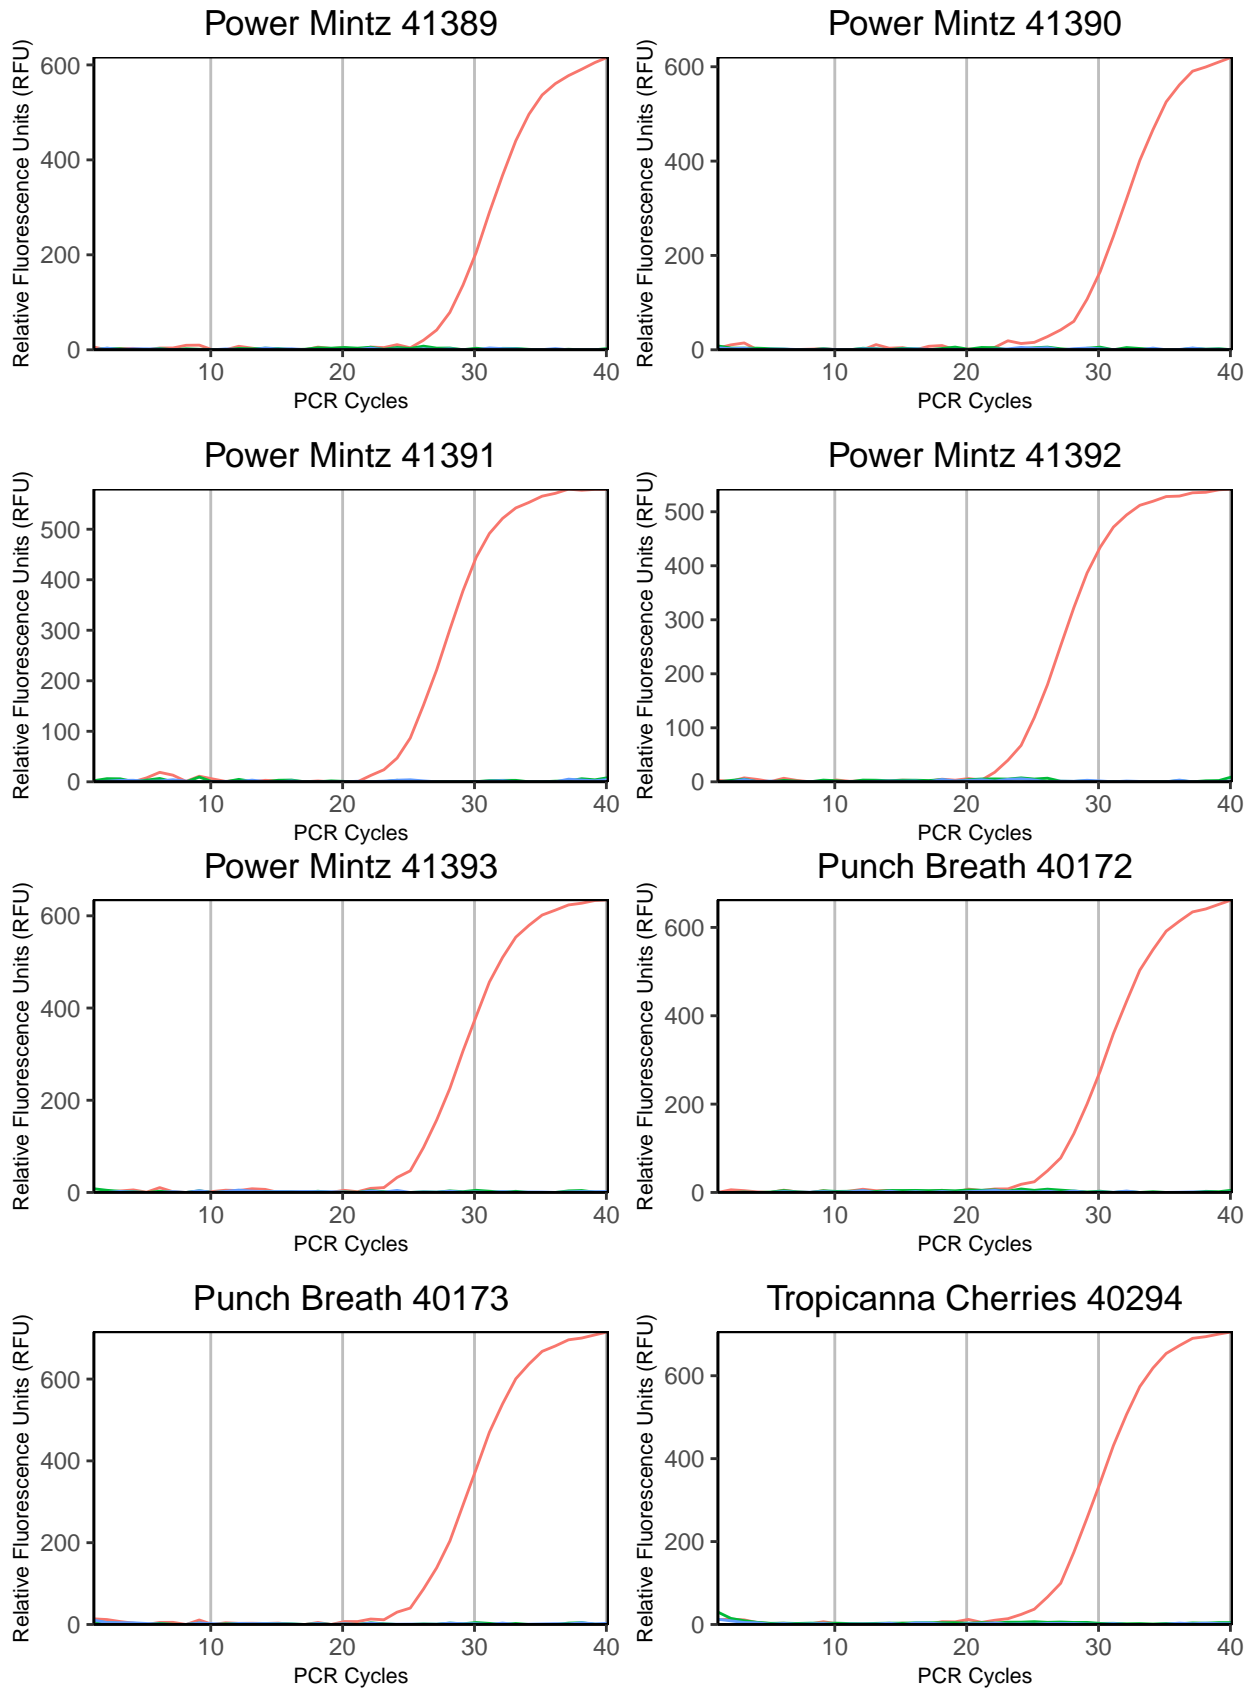 Power Mintz 41389
Relative Fluorescence Units (RFU)
600
400
200
0
10 20 30 40
PCR Cycles
Power Mintz 41390
Relative Fluorescence Units (RFU)
600
400
200
0
10 20 30 40
PCR Cycles
Power Mintz 41391
Relative Fluorescence Units (RFU)
500
400
300
200
100
0
10 20 30 40
PCR Cycles
Power Mintz 41392
Relative Fluorescence Units (RFU)
500
400
300
200
100
0
10 20 30 40
PCR Cycles
Power Mintz 41393
Relative Fluorescence Units (RFU)
600
400
200
0
10 20 30 40
PCR Cycles
Punch Breath 40172
Relative Fluorescence Units (RFU)
600
400
200
0
10 20 30 40
PCR Cycles
Punch Breath 40173
Relative Fluorescence Units (RFU)
600
400
200
0
10 20 30 40
PCR Cycles
Tropicanna Cherries 40294
Relative Fluorescence Units (RFU)
600
400
200
0
10 20 30 40
PCR Cycles